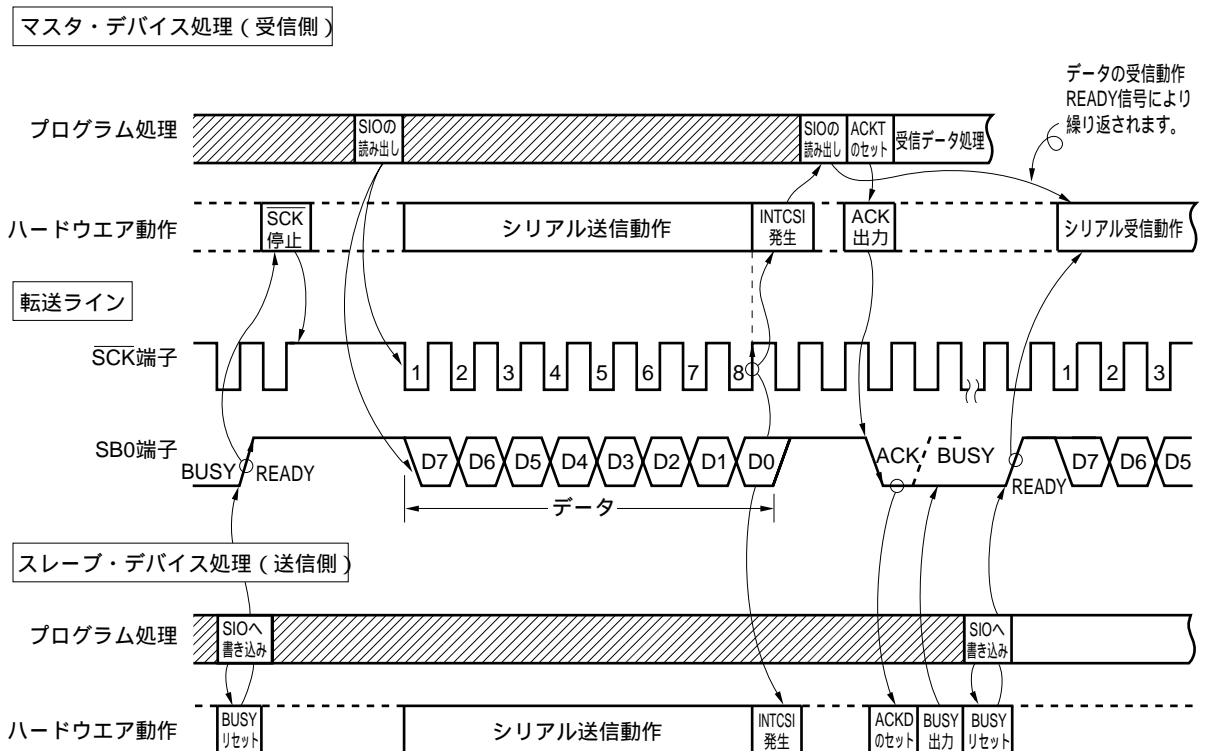 マスタ・デバイス処理(受信側)
データの受信動作
READY信号により
繰り返されます。
プログラム処理
SIOの
読み出し
SIOの
読み出し
ACKT
のセット
受信データ処理
ハードウエア動作
SCK
停止
シリアル送信動作
INTCSI
発生
ACK
出力
シリアル受信動作
転送ライン
SCK端子
1 2 3 4 5 6 7 8 1 2 3
SB0端子
BUSY READY
D7 D6 D5 D4 D3 D2 D1 D0
ACK BUSY
READY
D7 D6 D5
データ
スレーブ・デバイス処理(送信側)
プログラム処理
SIOへ
書き込み
SIOへ
書き込み
ハードウエア動作
BUSY
リセット
シリアル送信動作
INTCSI
発生
ACKD
のセット
BUSY
出力
BUSY
リセット